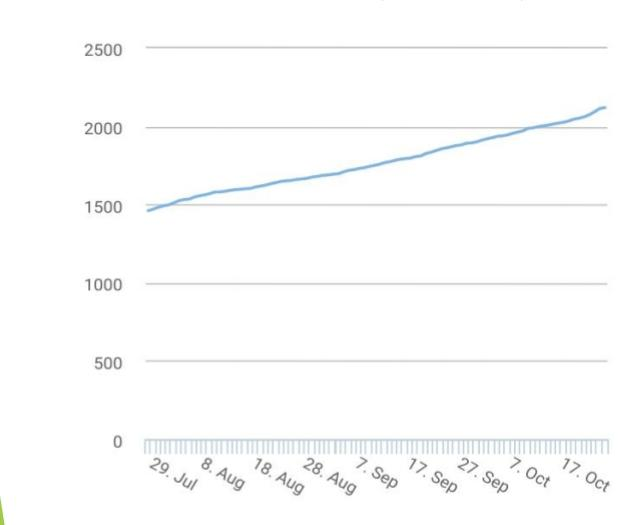 2500
2000
1500
1000
500
0
29. Jul
8. Aug
18. Aug
28. Aug
7. Sep
17. Sep
27. Sep
7. Oct
17. Oct